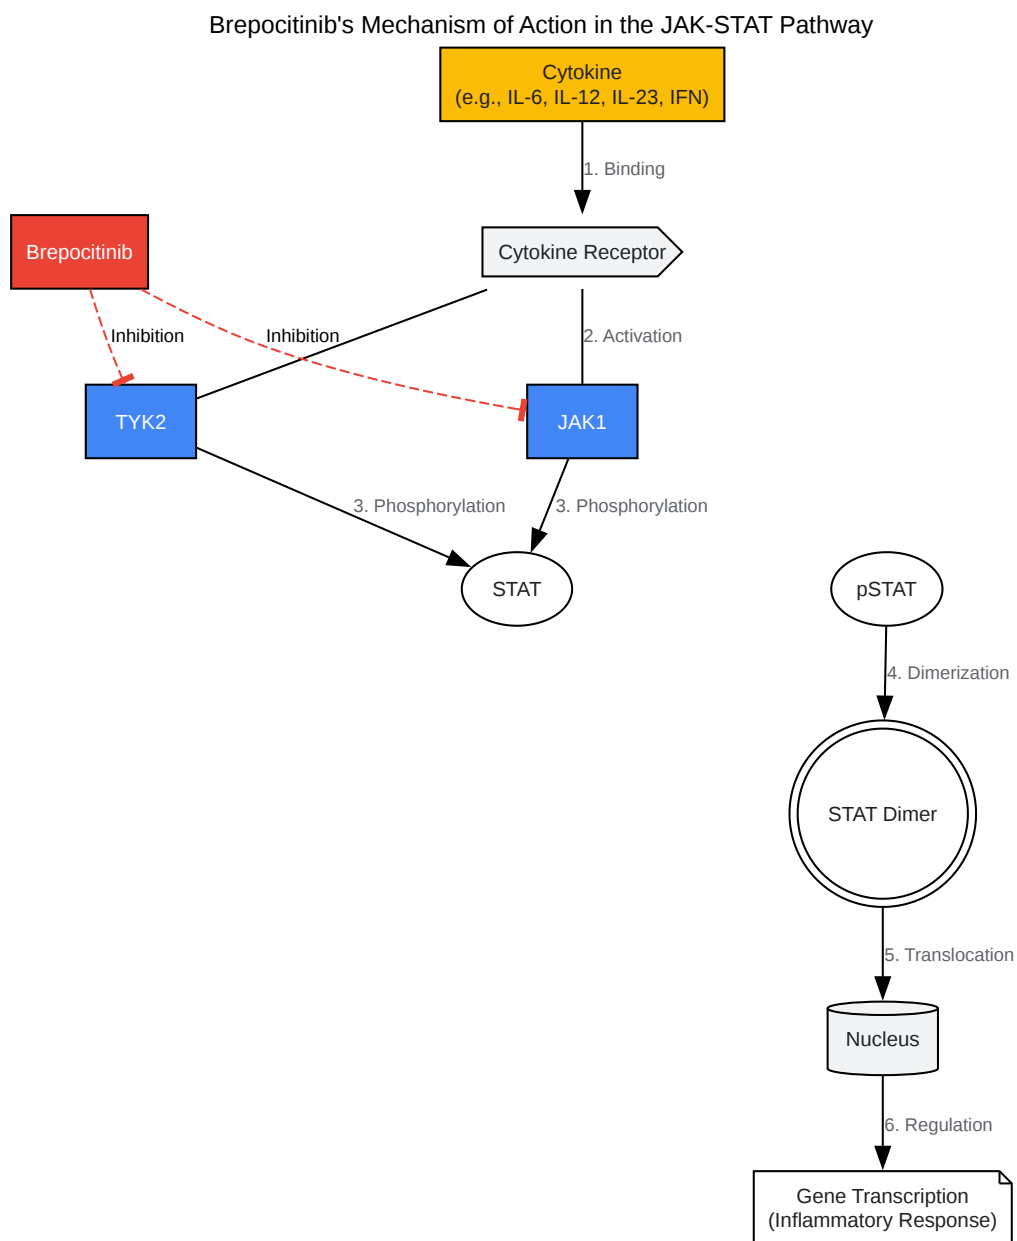 Brepocitinib's Mechanism of Action in the JAK-STAT Pathway
Cytokine
(e.g., IL-6, IL-12, IL-23, IFN)
1. Binding
Brepocitinib
Cytokine Receptor
Inhibition
Inhibition
2. Activation
TYK2
JAK1
3. Phosphorylation
3. Phosphorylation
STAT
pSTAT
4. Dimerization
STAT Dimer
5. Translocation
Nucleus
6. Regulation
Gene Transcription
(Inflammatory Response)